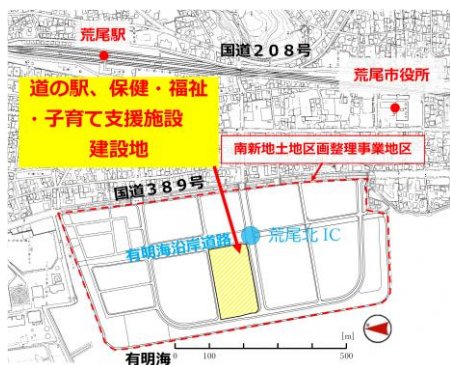 荒尾駅
国道208号
荒尾市役所
道の駅、保健・福祉
・子育て支援施設
建設地
南新地土地区画整理事業地区
国道389号
有明海沿岸道路
荒尾北IC
有明海
0 100 500
[m]